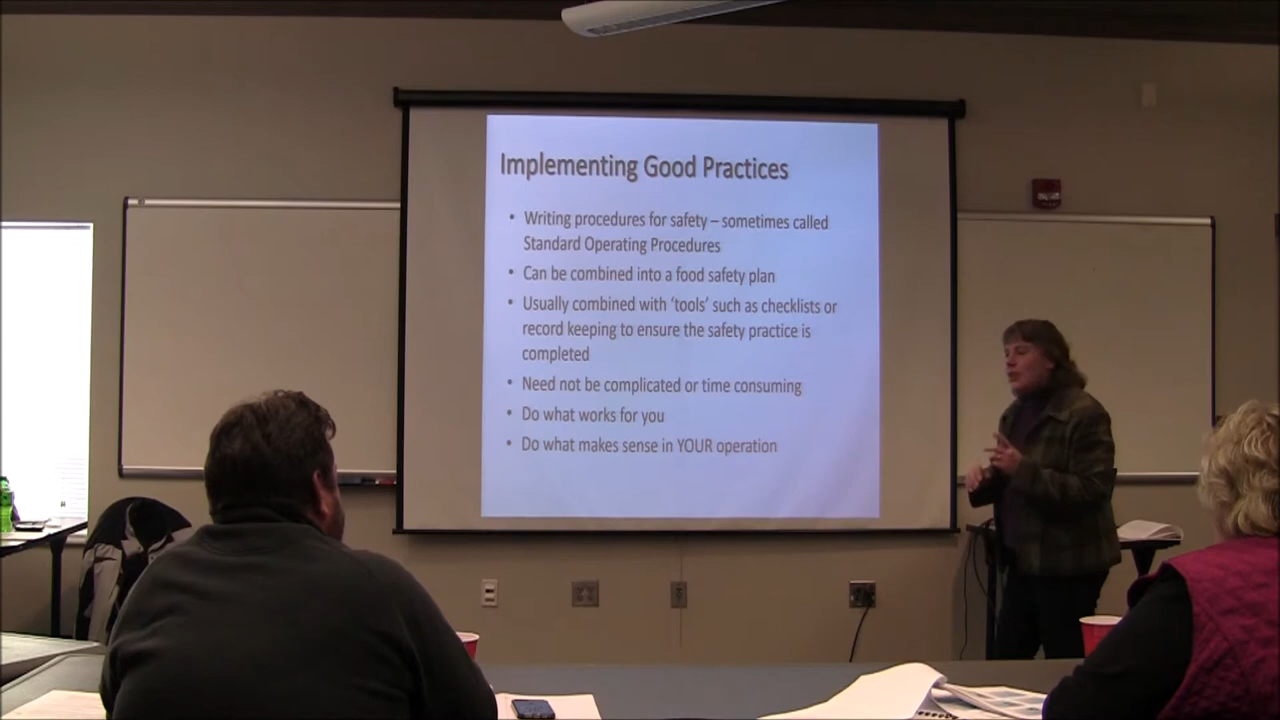 Implementing Good Practices
• Writing procedures for safety – sometimes called
Standard Operating Procedures
• Can be combined into a food safety plan
• Usually combined with ‘tools’ such as checklists or
record keeping to ensure the safety practice is
completed
• Need not be complicated or time consuming
• Do what works for you
• Do what makes sense in YOUR operation